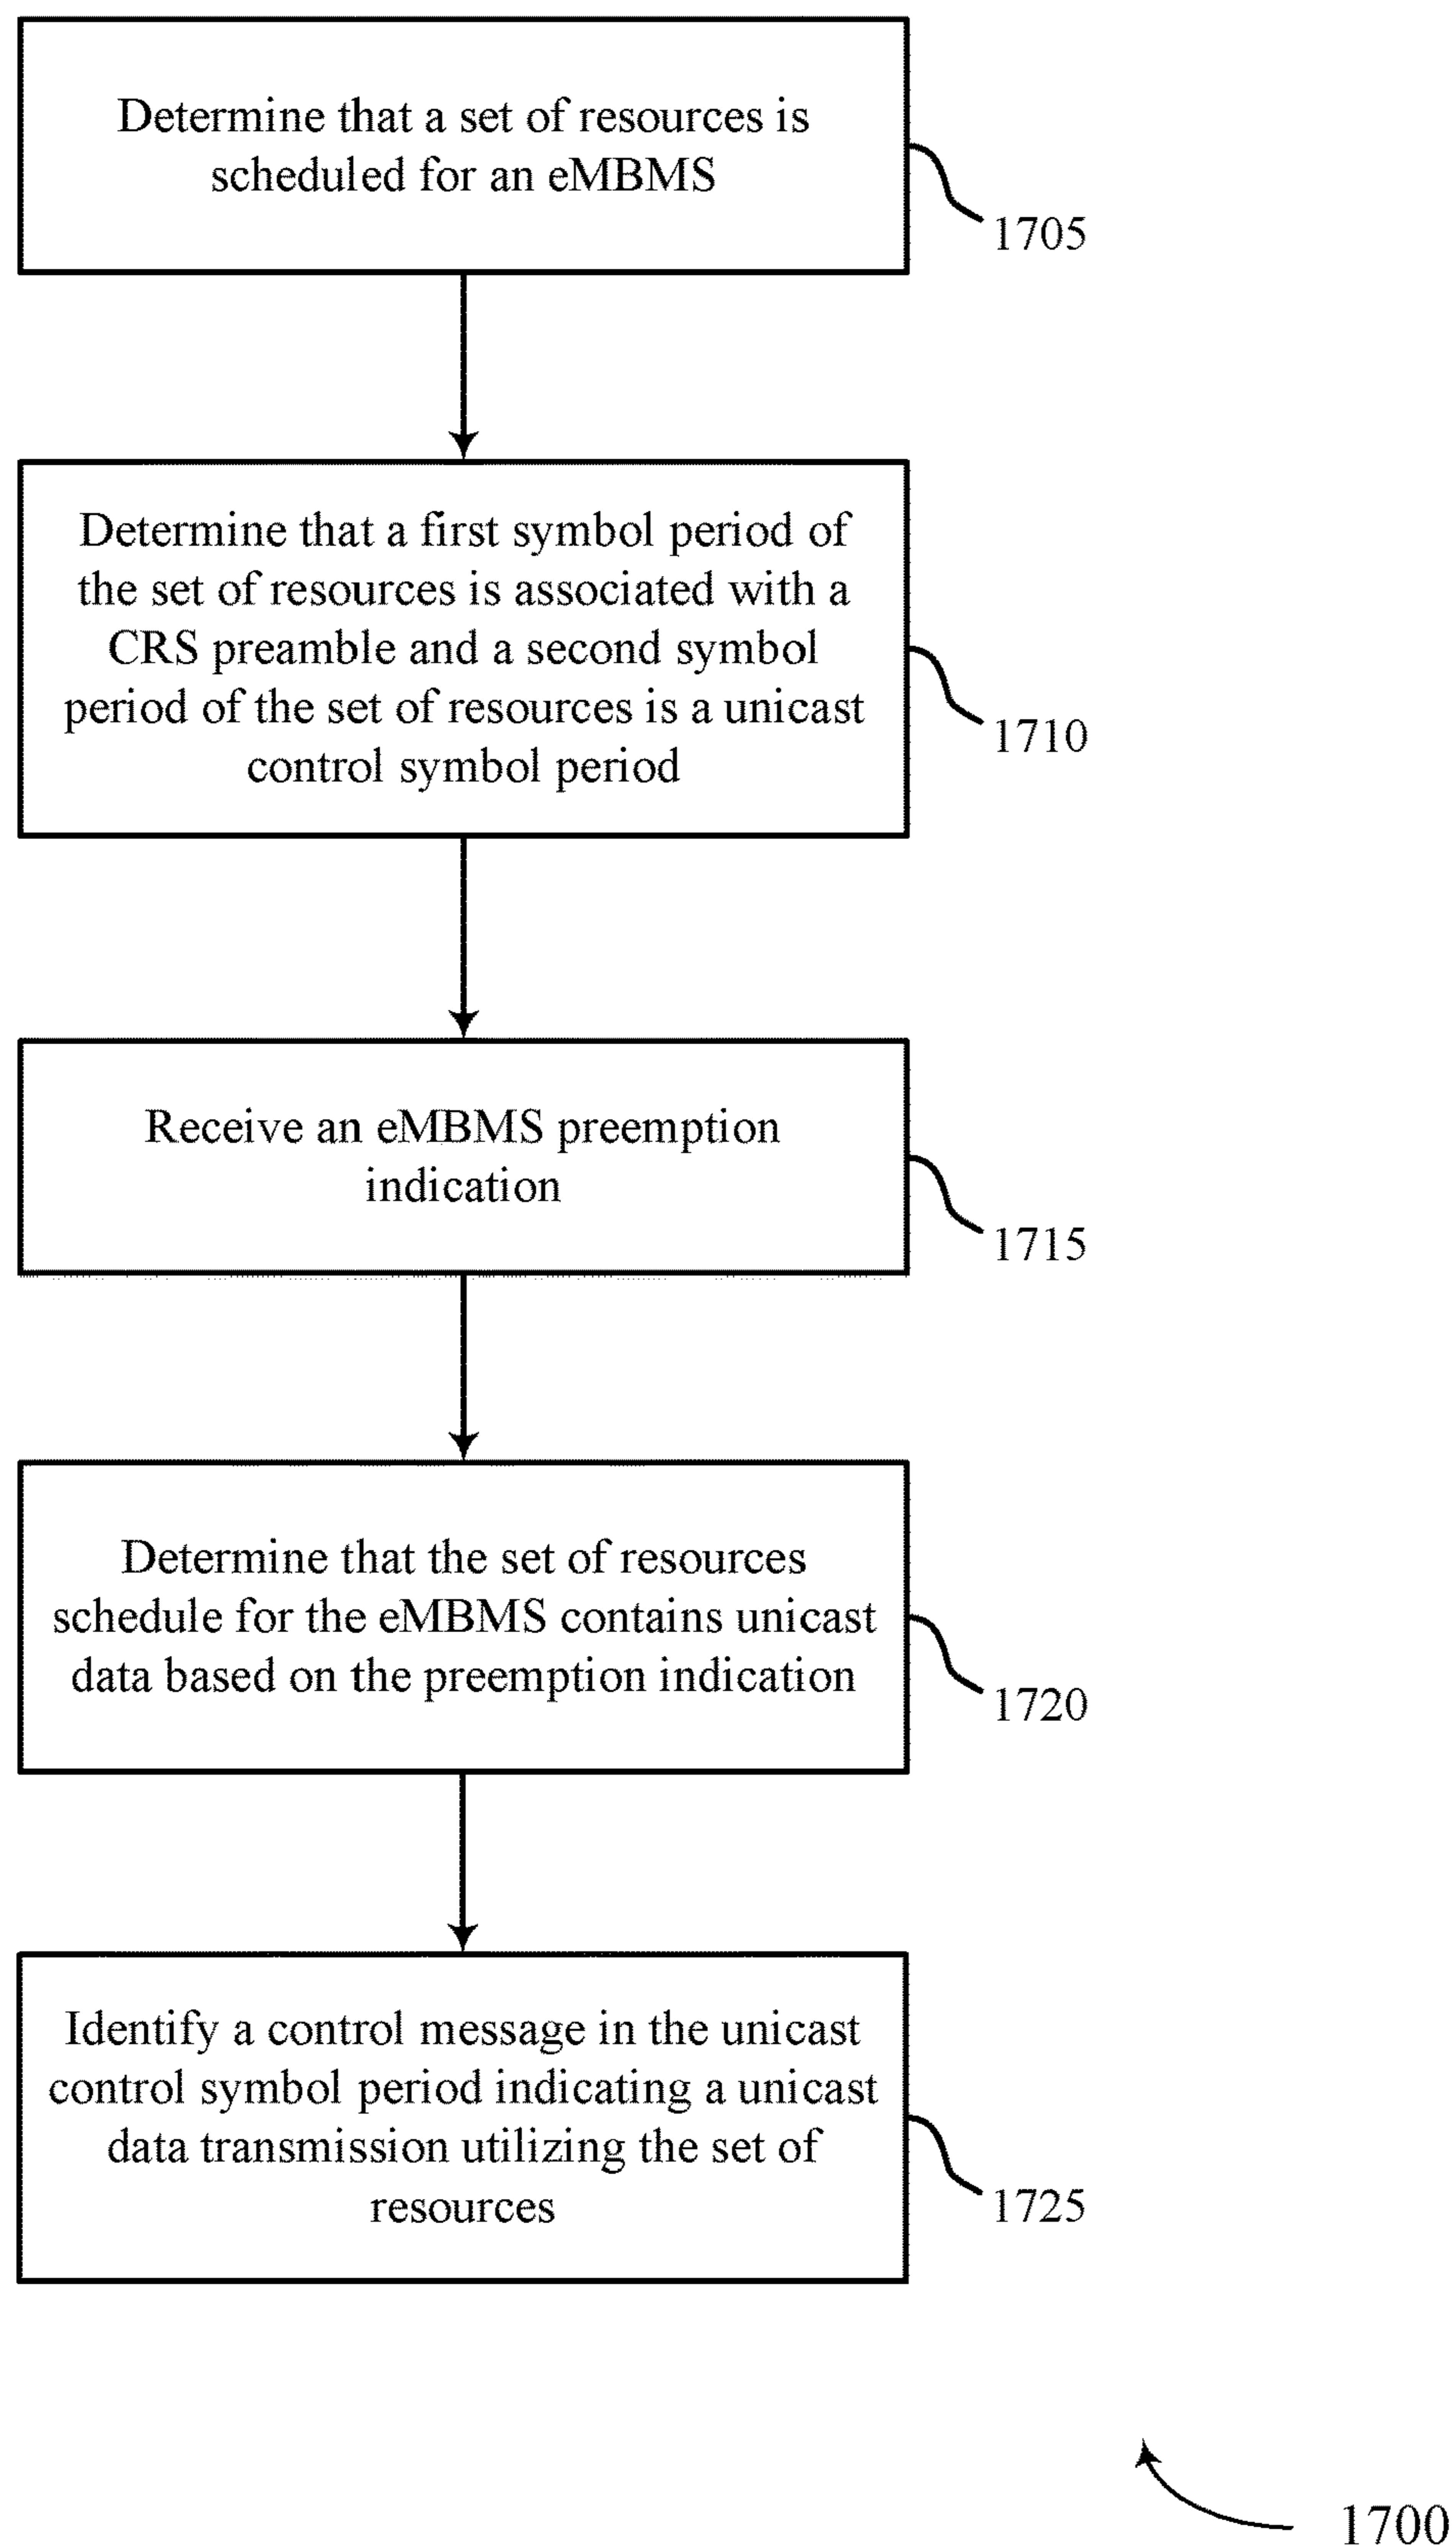 Determine that a set of resources is
scheduled for an eMBMS
1705
Determine that a first symbol period of
the set of resources is associated with a
CRS preamble and a second symbol
period of the set of resources is a unicast
control symbol period
1710
Receive an eMBMS preemption
indication
1715
Determine that the set of resources
schedule for the eMBMS contains unicast
data based on the preemption indication
1720
Identify a control message in the unicast
control symbol period indicating a unicast
data transmission utilizing the set of
resources
1725
1700